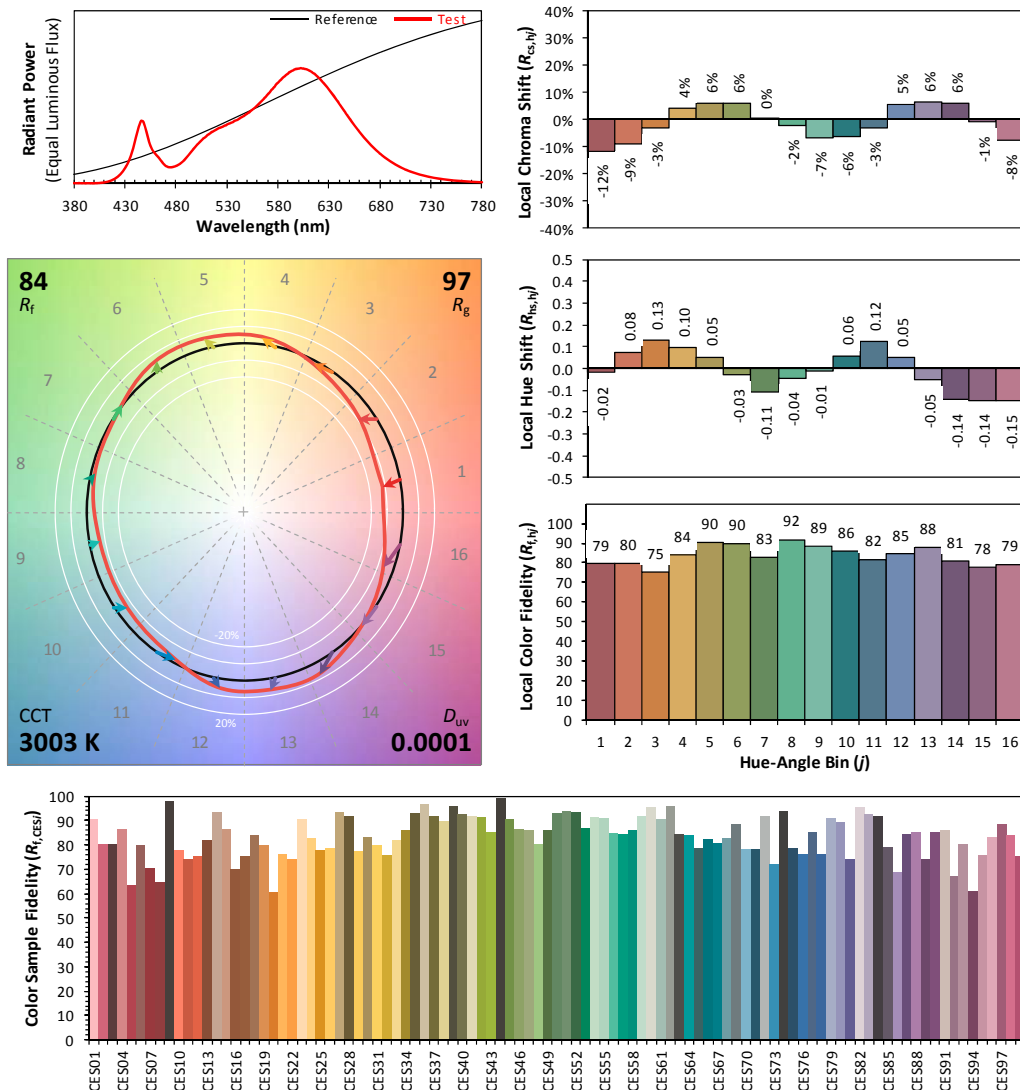 Reference
Test
Radiant Power
(Equal Luminous Flux)
380 430 480 530 580 630 680 730 780
Wavelength (nm)
Local Chroma Shift (Rcs,hj)
40%
30%
20%
10%
0%
-10%
-20%
-30%
-40%
-12% -9% -3% 4% 6% 6% 0% -2% -7% -6% -3% 5% 6% 6% -1% -8%
84
Rf
97
Rg
5 4
6 3
7 2
8 1
9 16
10 15
11 14
12 13
-20%
20%
CCT
3003 K
Duv
0.0001
Local Hue Shift (Rhs,hj)
0.5
0.4
0.3
0.2
0.1
0.0
-0.1
-0.2
-0.3
-0.4
-0.5
-0.02 0.08 0.13 0.10 0.05 -0.03 -0.11 -0.04 -0.01 0.06 0.12 0.05 -0.05 -0.14 -0.14 -0.15
Local Color Fidelity (Rf,hj)
100
90
80
70
60
50
40
30
20
10
0
79 80 75 84 90 90 83 92 89 86 82 85 88 81 78 79
1 2 3 4 5 6 7 8 9 10 11 12 13 14 15 16
Hue-Angle Bin (j)
Color Sample Fidelity (Rf,CESi)
100
90
80
70
60
50
40
30
20
10
0
CES01 CES04 CES07 CES10 CES13 CES16 CES19 CES22 CES25 CES28 CES31 CES34 CES37 CES40 CES43 CES46 CES49 CES52 CES55 CES58 CES61 CES64 CES67 CES70 CES73 CES76 CES79 CES82 CES85 CES88 CES91 CES94 CES97